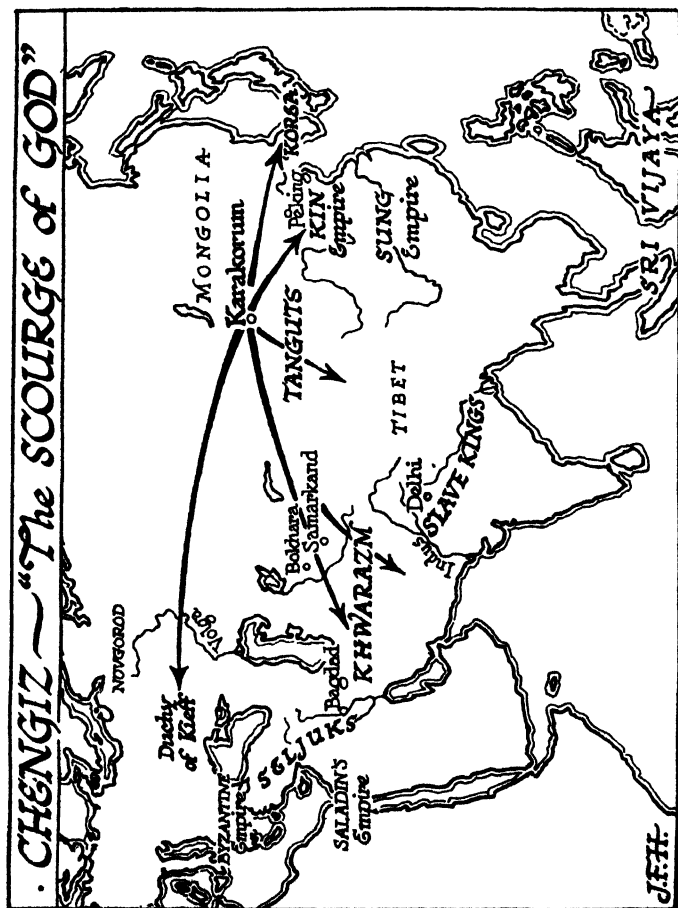 · CHENGIZ — "The SCOURGE of GOD"
NOVGOROD
Volga
Duchy
of Kieff
BYZANTINE
Empire
SELJUKS
SALADIN'S
Empire
Bagdad
KHWARAZM
Bokhara
Samarkand
Indus
Delhi
SLAVE KINGS
TIBET
TANGUTS
Karakorum
MONGOLIA
Peking
KIN
Empire
SUNG
Empire
KOREA
SRI VIJAYA
J.F.H.